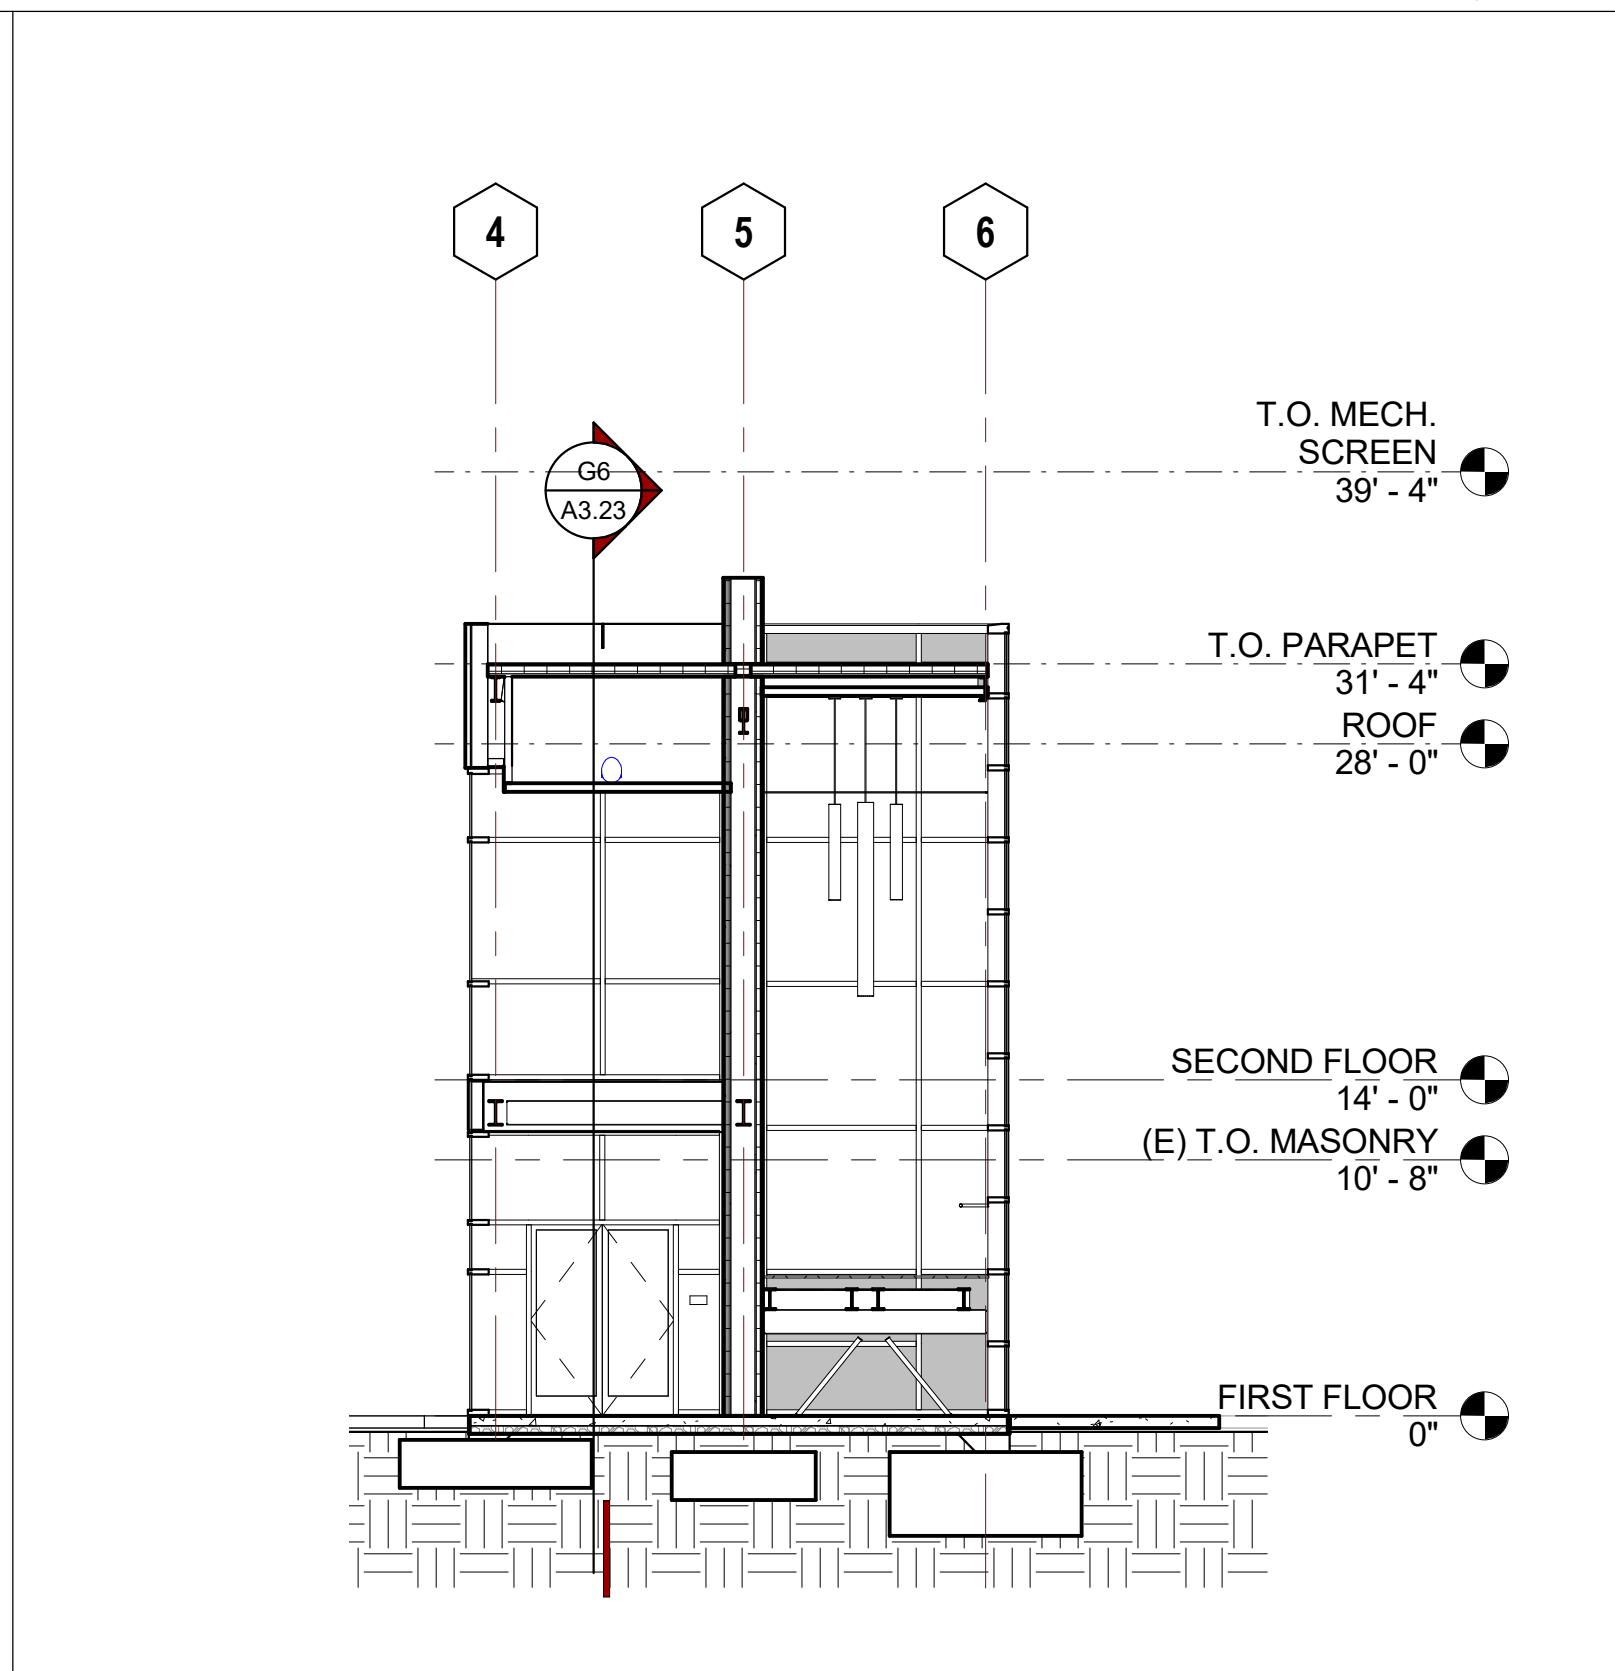 4
5
6
G6
A3.23
T.O. MECH.
SCREEN
39' - 4"
T.O. PARAPET
31' - 4"
ROOF
28' - 0"
SECOND FLOOR
14' - 0"
(E) T.O. MASONRY
10' - 8"
FIRST FLOOR
0"